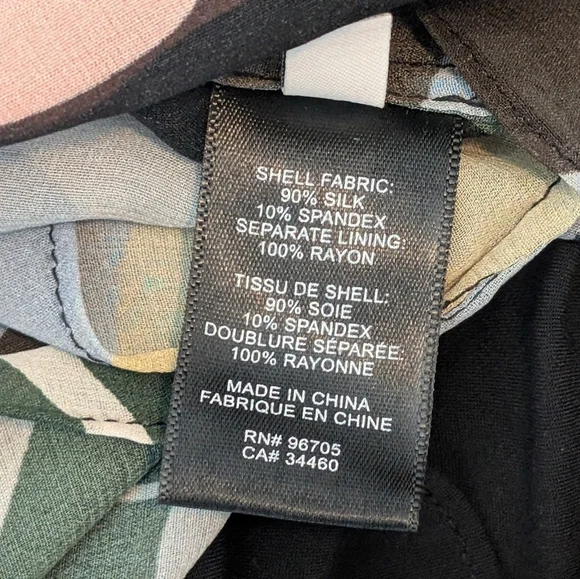 SHELL FABRIC:
90% SILK
10% SPANDEX
SEPARATE LINING:
100% RAYON
TISSU DE SHELL:
90% SOIE
10% SPANDEX
DOUBLURE SÉPARÉE:
100% RAYONNE
MADE IN CHINA
FABRIQUE EN CHINE
RN# 96705
CA# 34460